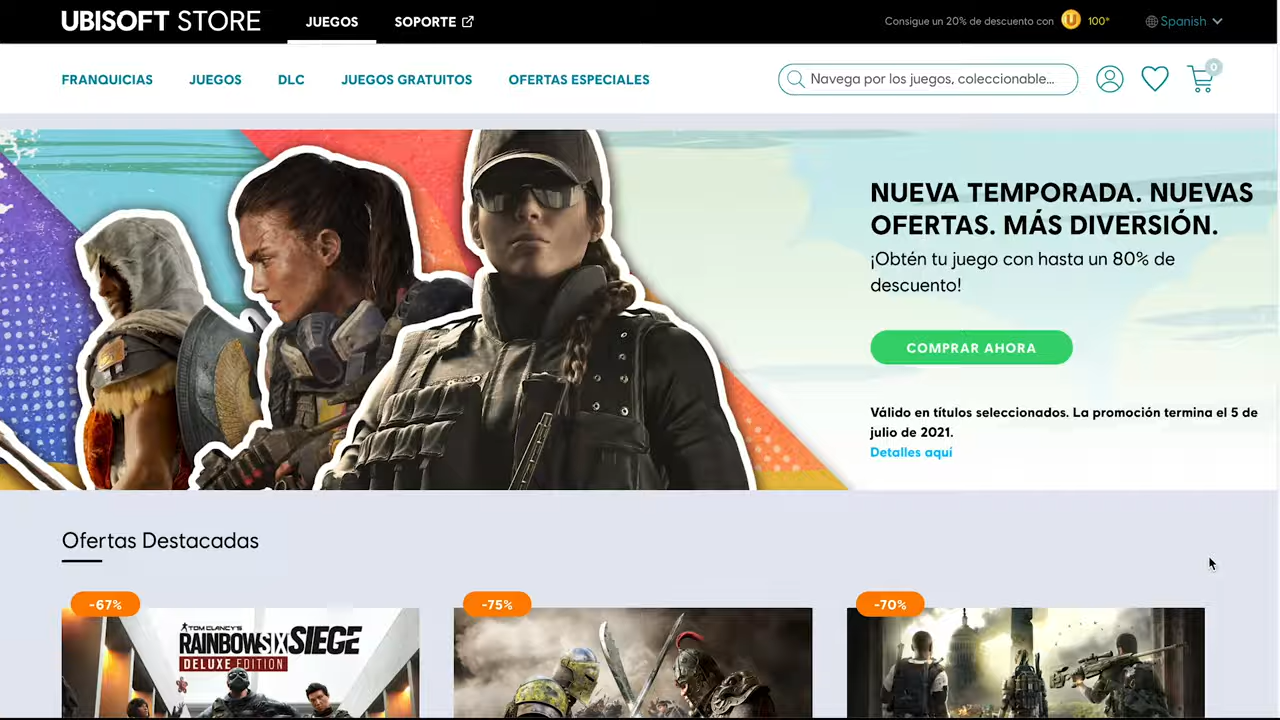 UBISOFT STORE
JUEGOS
SOPORTE
Consigue un 20% de descuento con
100*
Spanish
FRANQUICIAS
JUEGOS
DLC
JUEGOS GRATUITOS
OFERTAS ESPECIALES
Navega por los juegos, coleccionable...
0
NUEVA TEMPORADA. NUEVAS
OFERTAS. MÁS DIVERSIÓN.
¡Obtén tu juego con hasta un 80% de
descuento!
COMPRAR AHORA
Válido en títulos seleccionados. La promoción termina el 5 de
julio de 2021.
Detalles aquí
Ofertas Destacadas
-67%
-75%
-70%
TOM CLANCY'S
RAINBOWSIX SIEGE
DELUXE EDITION